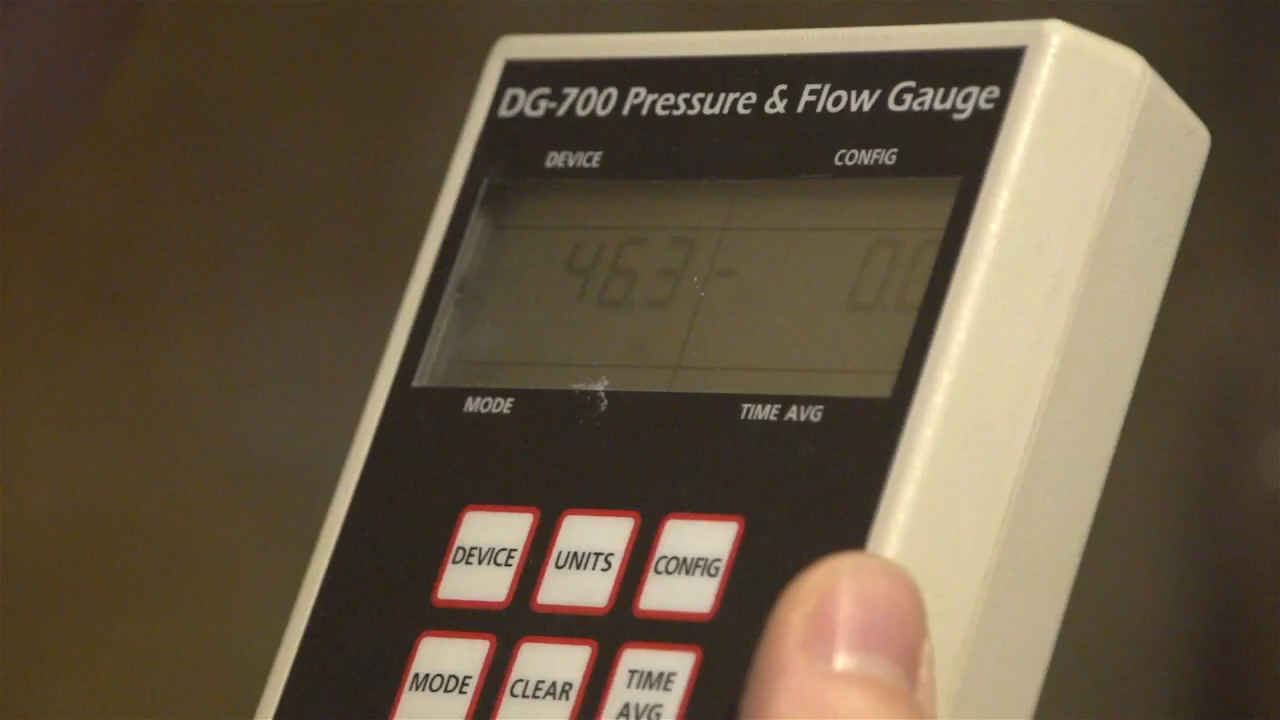 DG-700 Pressure & Flow Gauge
DEVICE CONFIG
46.3 - 0.0
MODE TIME AVG
DEVICE UNITS CONFIG
MODE CLEAR TIME AVG